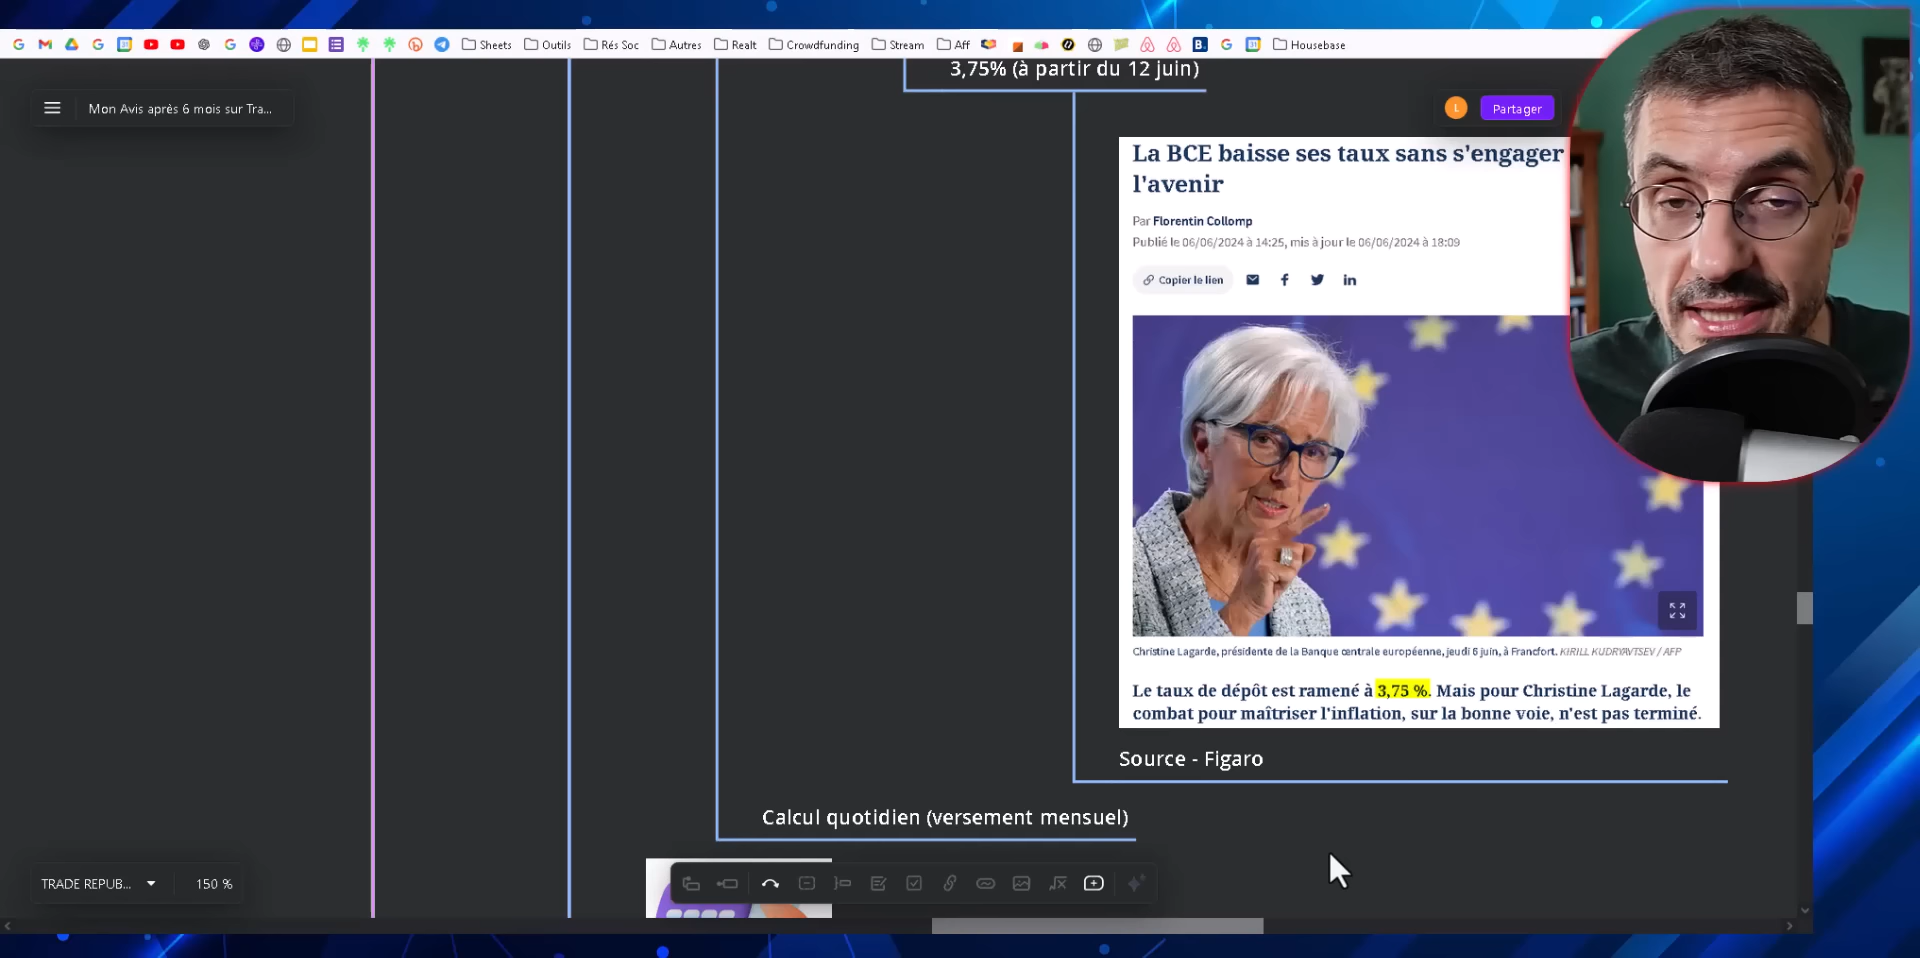 Sheets
Outils
Rés Soc
Autres
Realt
Crowdfunding
Stream
Aff
B.
Housebase
3,75% (à partir du 12 juin)
Mon Avis après 6 mois sur Tra...
L
Partager
La BCE baisse ses taux sans s'engager
l'avenir
Par Florentin Collomp
Publié le 06/06/2024 à 14:25, mis à jour le 06/06/2024 à 18:09
Copier le lien
Christine Lagarde, présidente de la Banque centrale européenne, jeudi 6 juin, à Francfort. KIRILL KUDRYAVTSEV / AFP
Le taux de dépôt est ramené à 3,75 %. Mais pour Christine Lagarde, le
combat pour maîtriser l'inflation, sur la bonne voie, n'est pas terminé.
Source - Figaro
Calcul quotidien (versement mensuel)
TRADE REPUB...
150 %